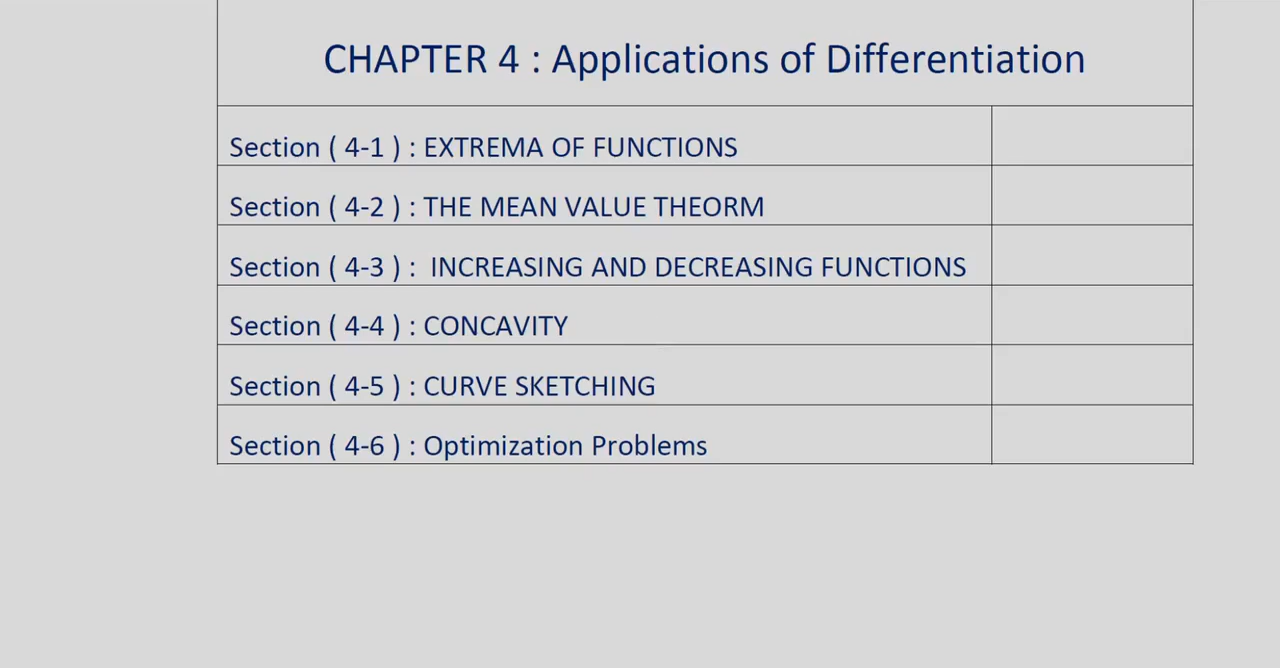 CHAPTER 4 : Applications of Differentiation
Section ( 4-1 ) : EXTREMA OF FUNCTIONS
Section ( 4-2 ) : THE MEAN VALUE THEORM
Section ( 4-3 ) : INCREASING AND DECREASING FUNCTIONS
Section ( 4-4 ) : CONCAVITY
Section ( 4-5 ) : CURVE SKETCHING
Section ( 4-6 ) : Optimization Problems